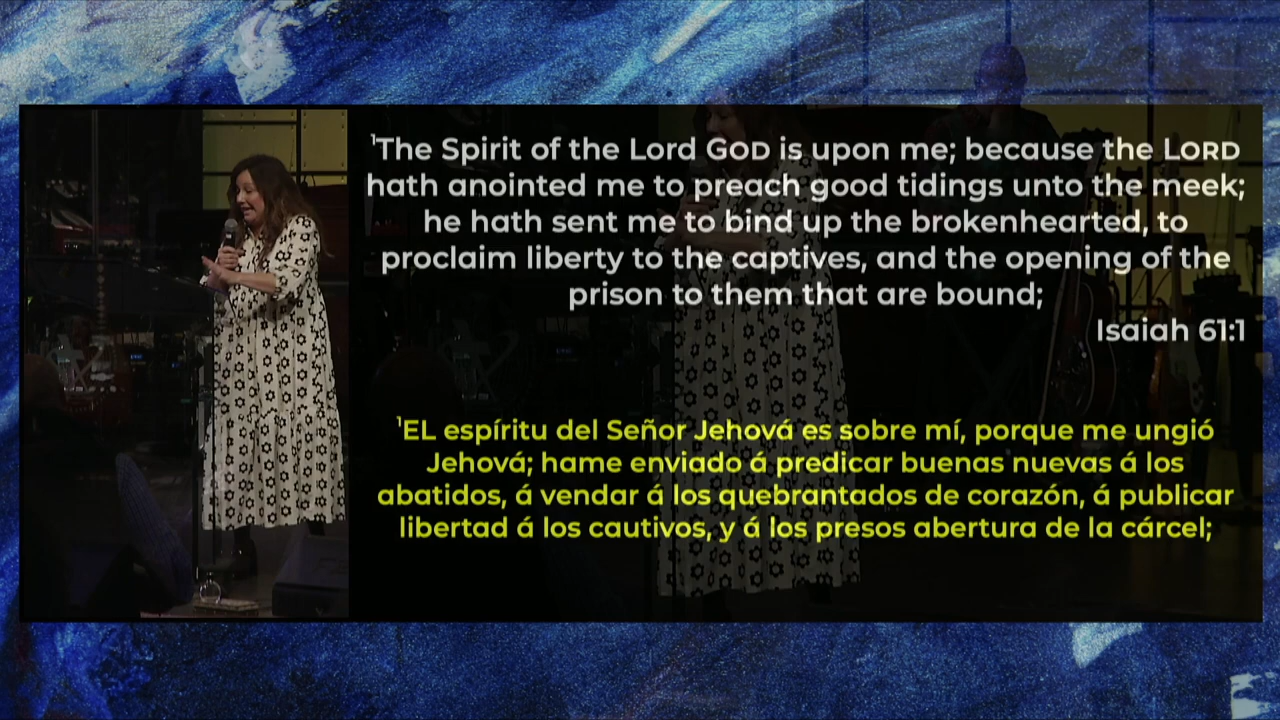 ¹The Spirit of the Lord GOD is upon me; because the LORD
hath anointed me to preach good tidings unto the meek;
he hath sent me to bind up the brokenhearted, to
proclaim liberty to the captives, and the opening of the
prison to them that are bound;
Isaiah 61:1
¹EL espíritu del Señor Jehová es sobre mí, porque me ungió
Jehová; hame enviado á predicar buenas nuevas á los
abatidos, á vendar á los quebrantados de corazón, á publicar
libertad á los cautivos, y á los presos abertura de la cárcel;